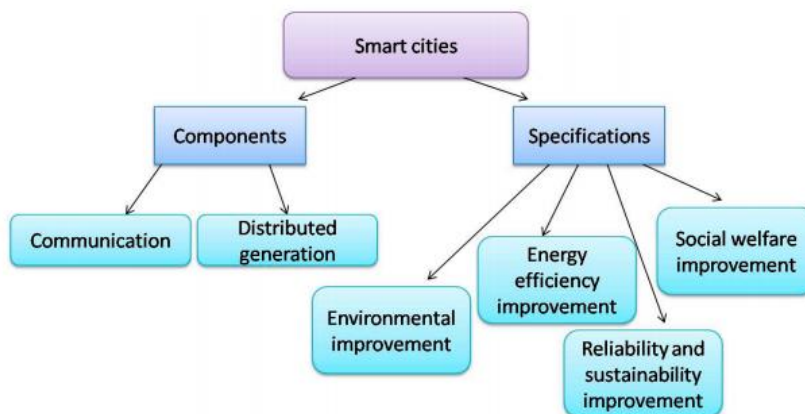 Smart cities
Components
Specifications
Communication
Distributed
generation
Environmental
improvement
Energy
efficiency
improvement
Reliability and
sustainability
improvement
Social welfare
improvement